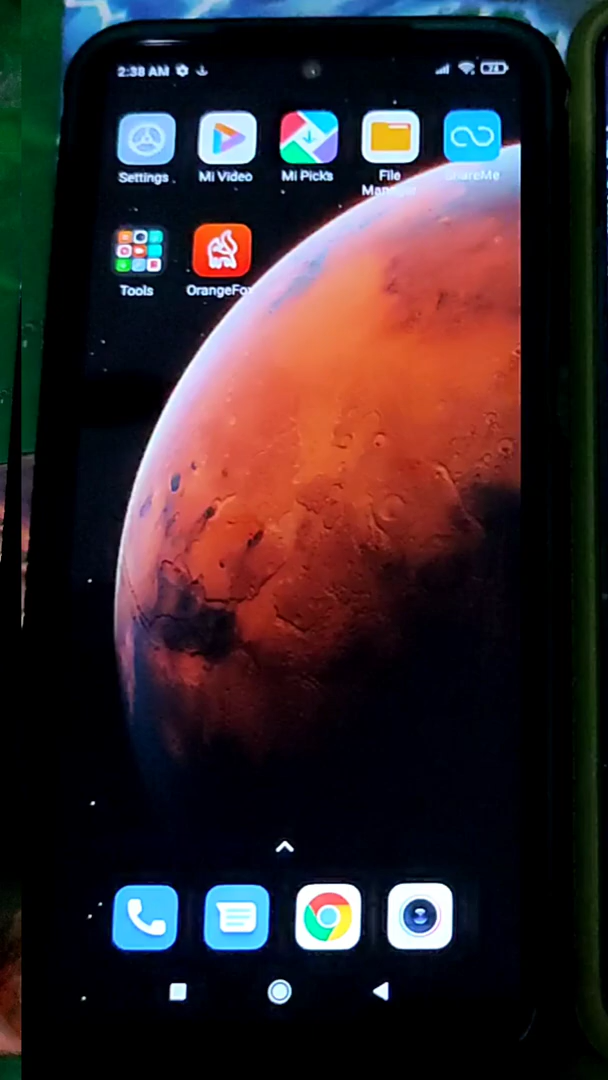 2:38 AM
Settings
Mi Video
Mi Picks
File
Manager
ShareMe
Tools
OrangeFox